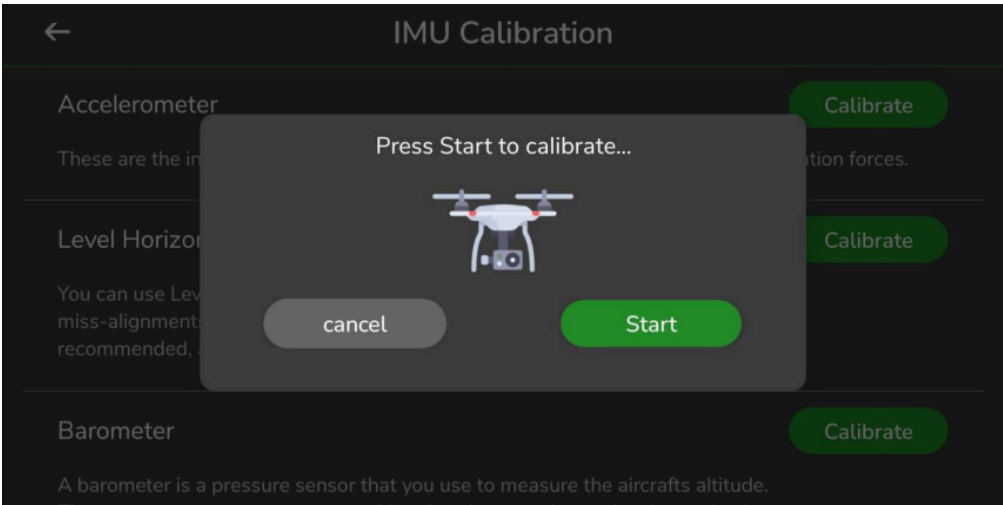 IMU Calibration
Accelerometer
Calibrate
These are the in
ation forces.
Press Start to calibrate...
Level Horizon
Calibrate
You can use Lev
miss-alignment
recommended,
cancel
Start
Barometer
Calibrate
A barometer is a pressure sensor that you use to measure the aircrafts altitude.